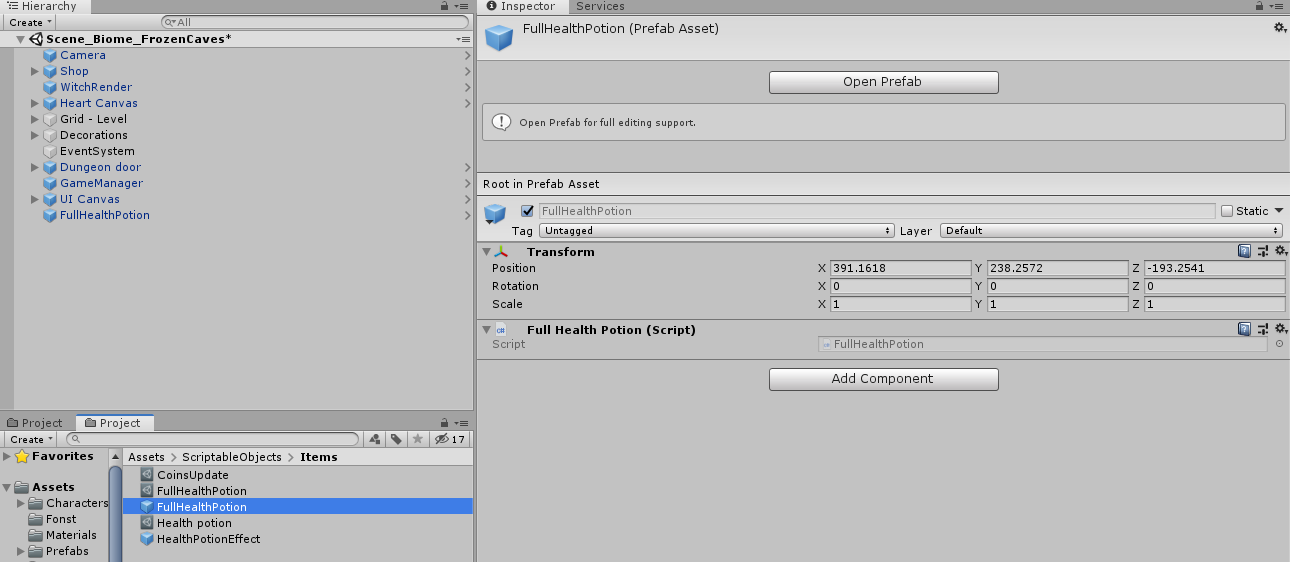 Hierarchy
Create
All
Scene_Biome_FrozenCaves*
Camera
Shop
WitchRender
Heart Canvas
Grid - Level
Decorations
EventSystem
Dungeon door
GameManager
UI Canvas
FullHealthPotion
Project Project
Create
17
Favorites
Assets
Characters
Fonst
Materials
Prefabs
Assets > ScriptableObjects > Items
CoinsUpdate
FullHealthPotion
FullHealthPotion
Health potion
HealthPotionEffect
Inspector Services
FullHealthPotion (Prefab Asset)
Open Prefab
Open Prefab for full editing support.
Root in Prefab Asset
FullHealthPotion Static
Tag Untagged Layer Default
Transform
Position X 391.1618 Y 238.2572 Z -193.2541
Rotation X 0 Y 0 Z 0
Scale X 1 Y 1 Z 1
c# Full Health Potion (Script)
Script FullHealthPotion
Add Component